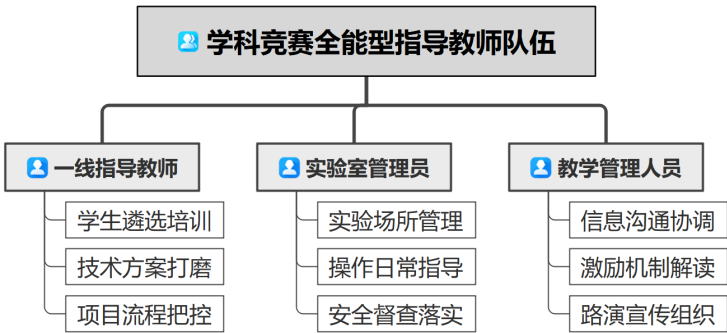 学科竞赛全能型指导教师队伍
一线指导教师
学生遴选培训
技术方案打磨
项目流程把控
实验室管理员
实验场所管理
操作日常指导
安全督查落实
教学管理人员
信息沟通协调
激励机制解读
路演宣传组织